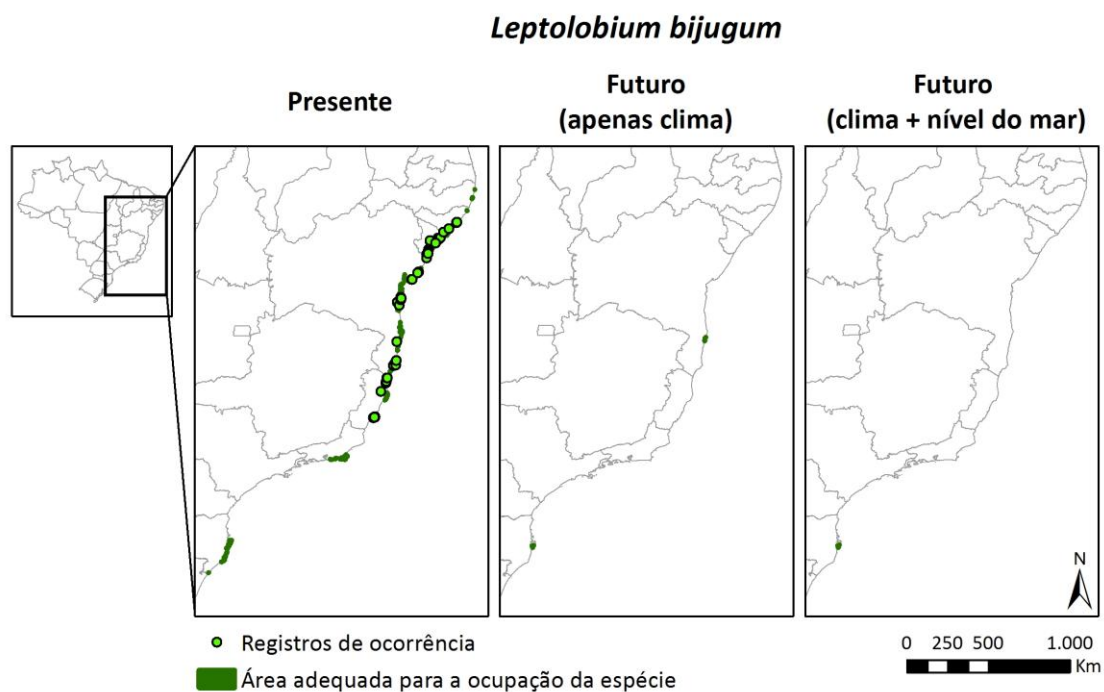 Leptolobium bijugum
Presente
Futuro
(apenas clima)
Futuro
(clima + nível do mar)
N
Registros de ocorrência
Área adequada para a ocupação da espécie
0 250 500 1.000
Km